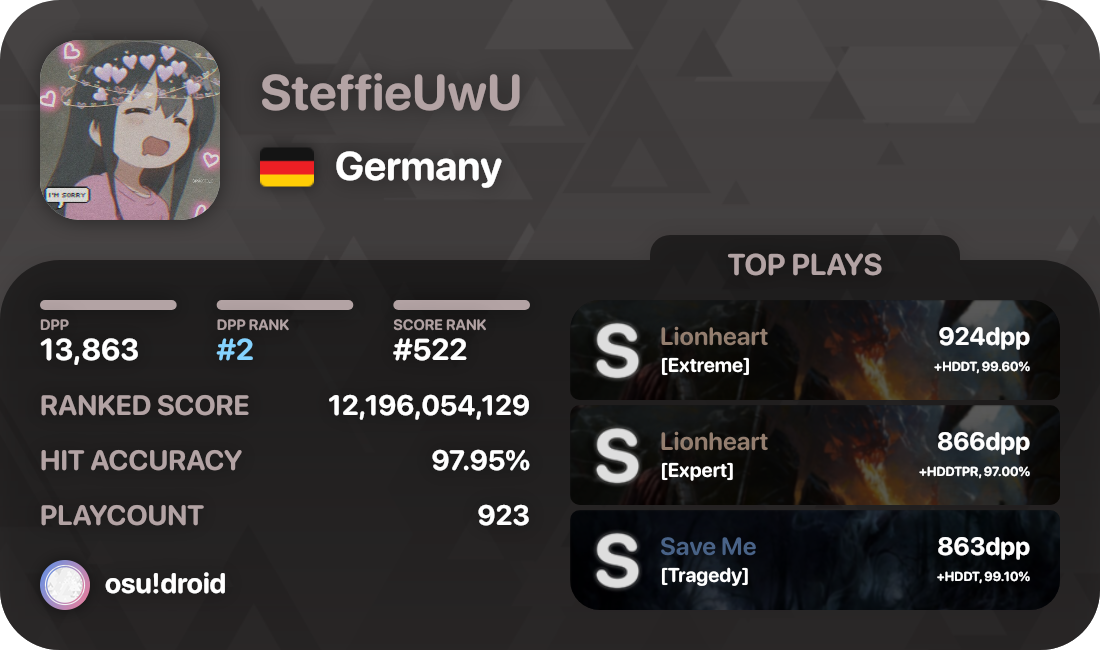 SteffieUwU
Germany
I'M SORRY
TOP PLAYS
DPP
13,863
DPP RANK
#2
SCORE RANK
#522
RANKED SCORE 12,196,054,129
HIT ACCURACY 97.95%
PLAYCOUNT 923
osu!droid
S
Lionheart
[Extreme]
924dpp
+HDDT, 99.60%
S
Lionheart
[Expert]
866dpp
+HDDTPR, 97.00%
S
Save Me
[Tragedy]
863dpp
+HDDT, 99.10%